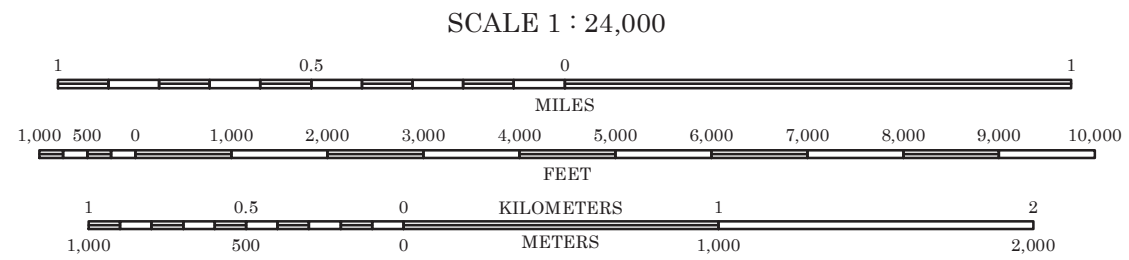 SCALE 1 : 24,000
1 0.5 0 1
MILES
1,000 500 0 1,000 2,000 3,000 4,000 5,000 6,000 7,000 8,000 9,000 10,000
FEET
1 0.5 0 KILOMETERS 1 2
1,000 500 0 METERS 1,000 2,000